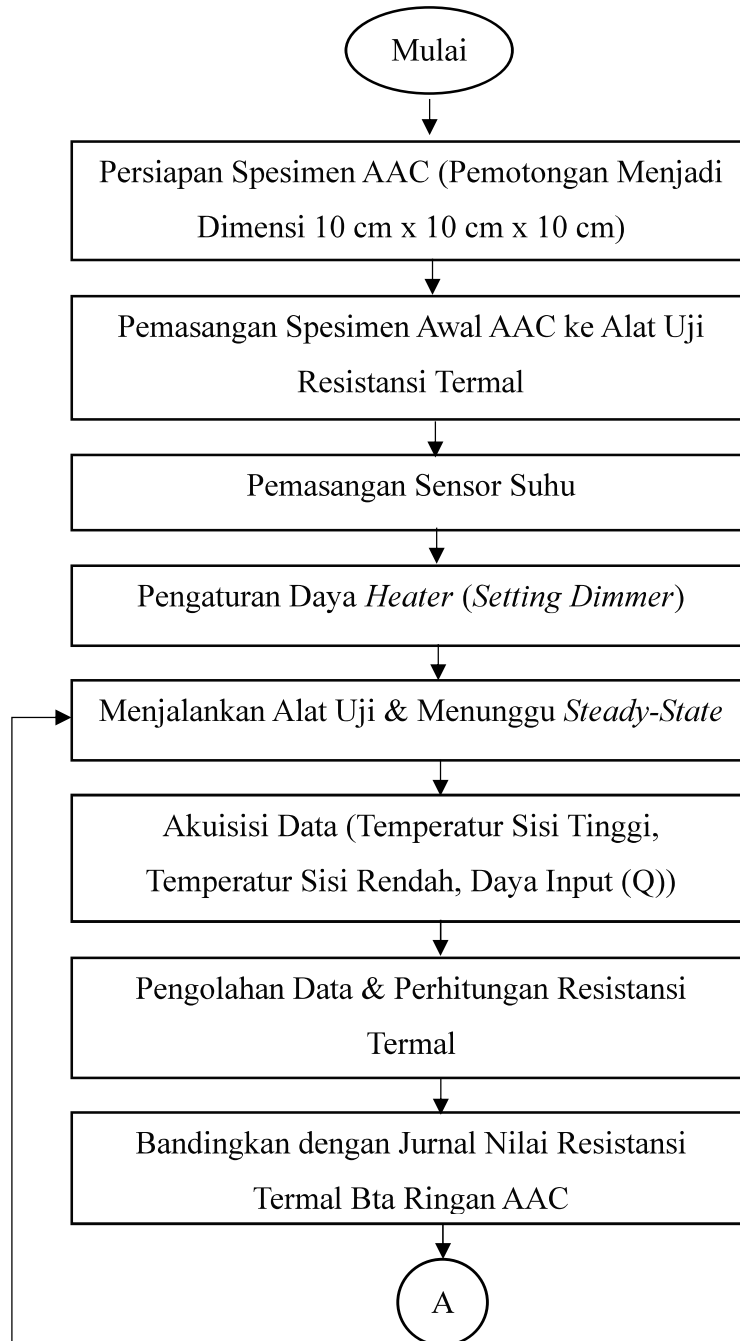 Mulai
Persiapan Spesimen AAC (Pemotongan Menjadi
Dimensi 10 cm x 10 cm x 10 cm)
Pemasangan Spesimen Awal AAC ke Alat Uji
Resistansi Termal
Pemasangan Sensor Suhu
Pengaturan Daya Heater (Setting Dimmer)
Menjalankan Alat Uji & Menunggu Steady-State
Akuisisi Data (Temperatur Sisi Tinggi,
Temperatur Sisi Rendah, Daya Input (Q))
Pengolahan Data & Perhitungan Resistansi
Termal
Bandingkan dengan Jurnal Nilai Resistansi
Termal Bta Ringan AAC
A